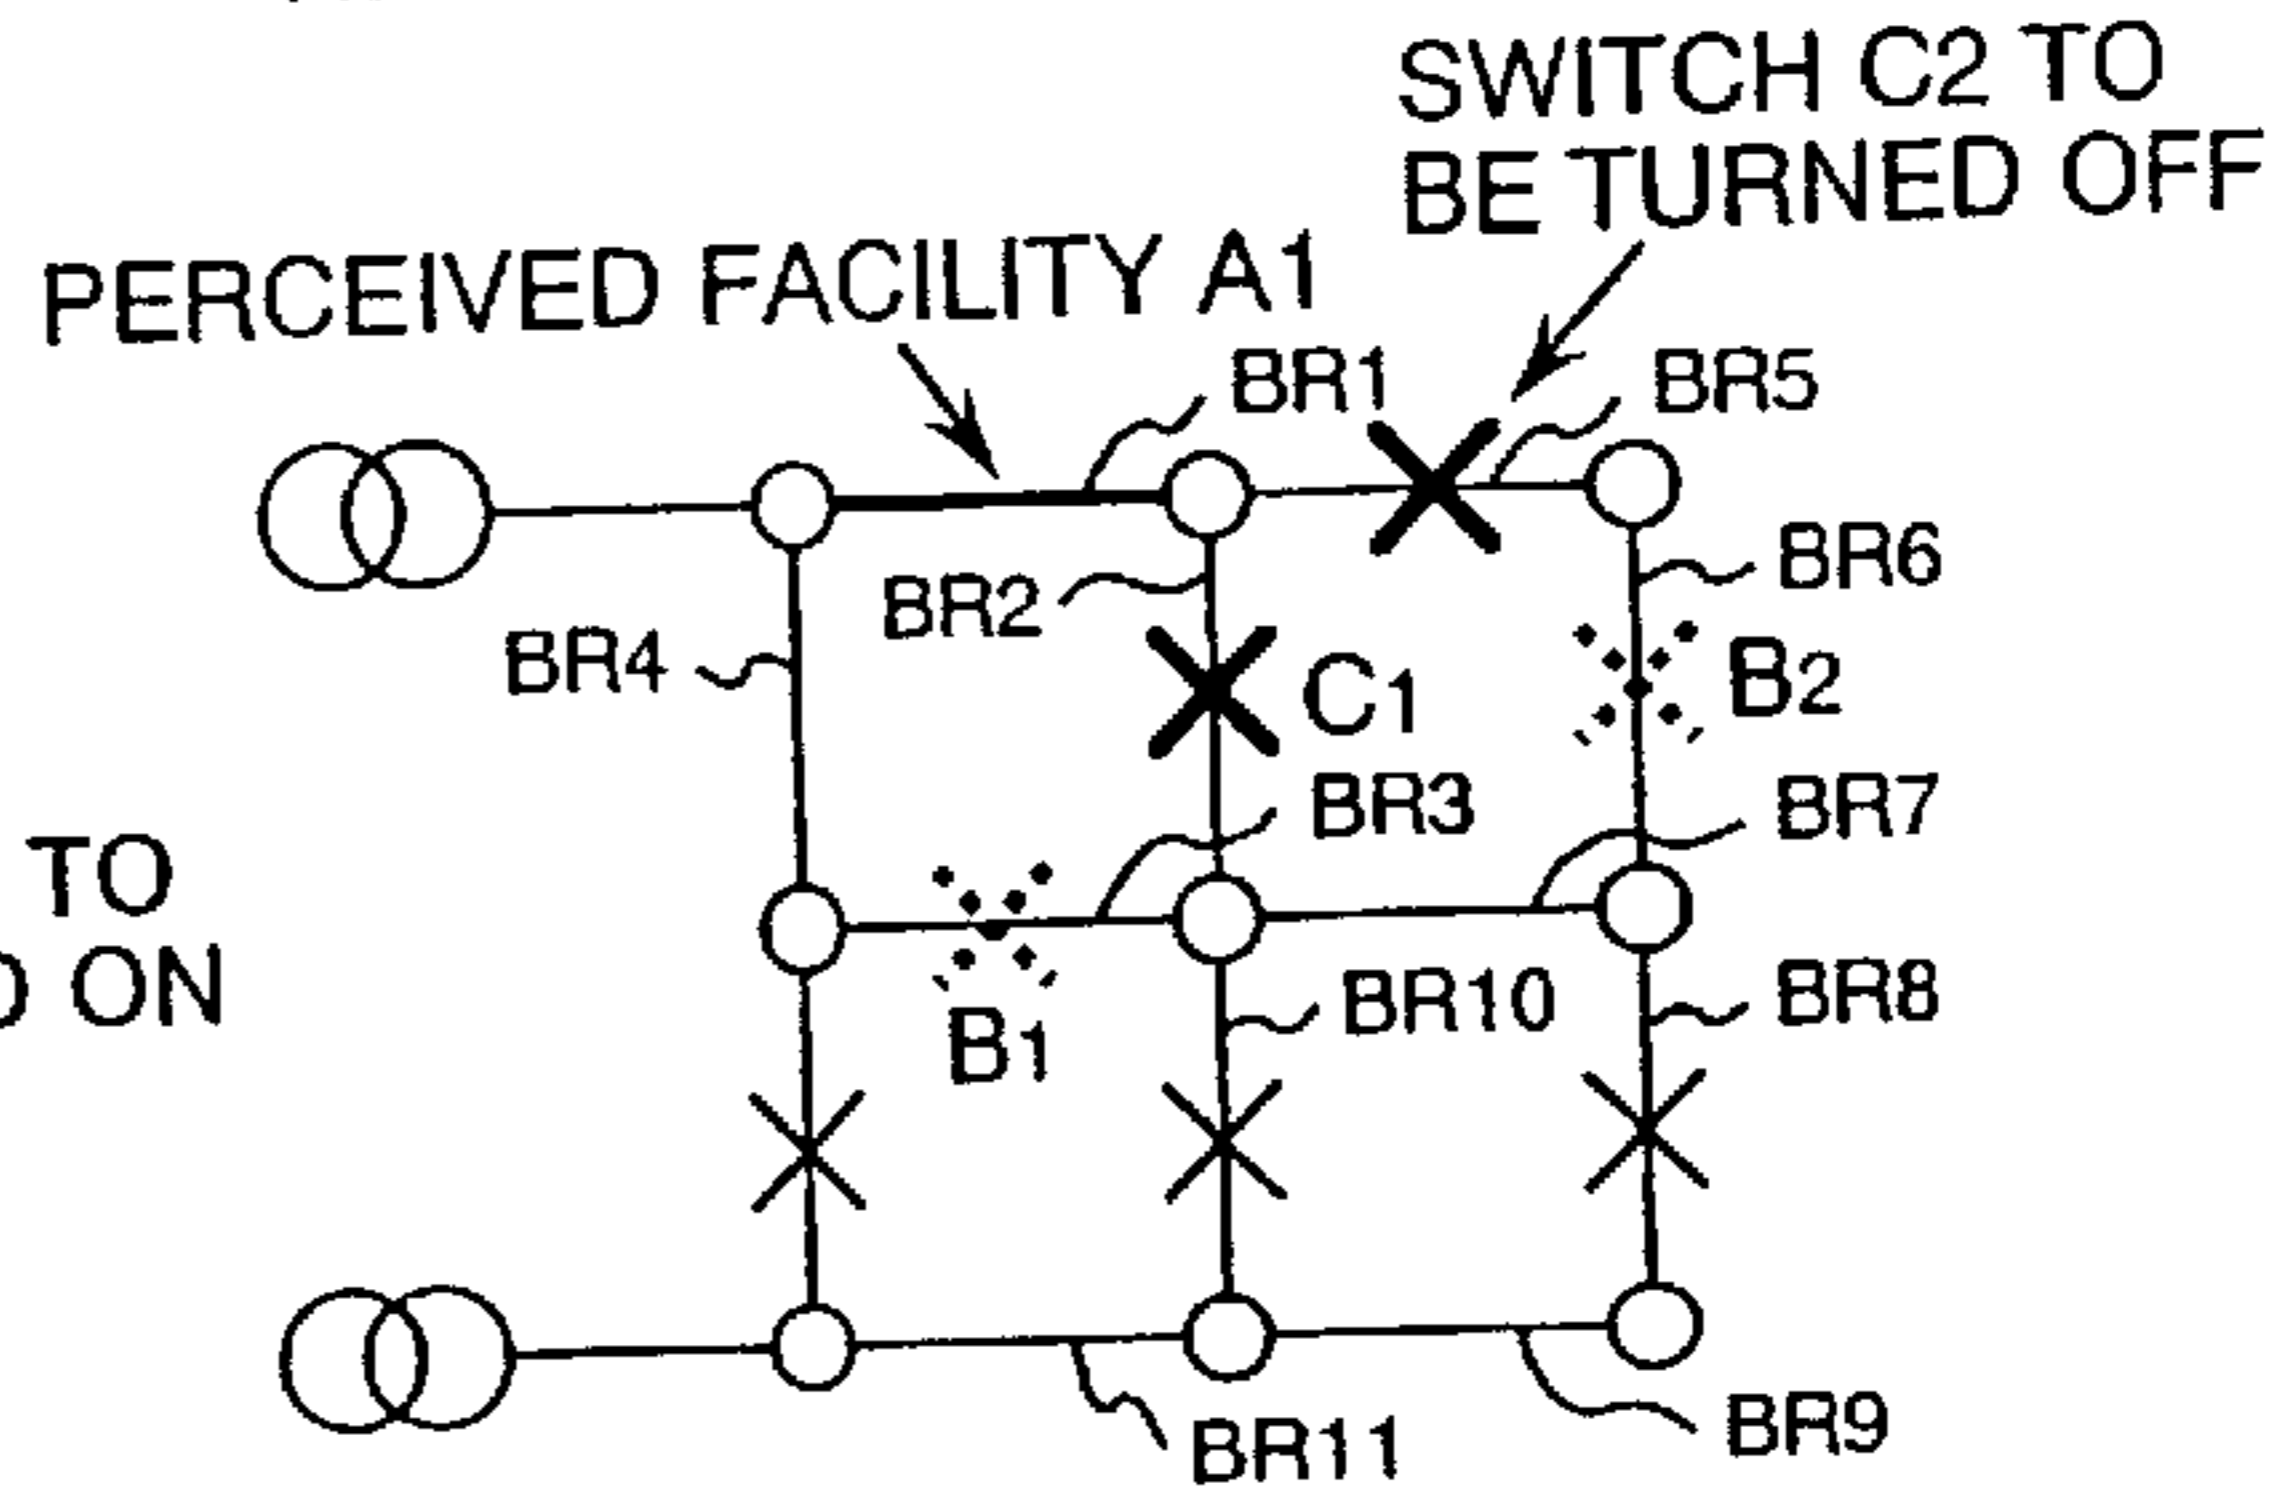 SWITCH C2 TO
BE TURNED OFF
PERCEIVED FACILITY A1
BR1
BR5
BR6
BR2
BR4
B2
C1
BR3
BR7
TO
ON
BR10
BR8
B1
BR11
BR9